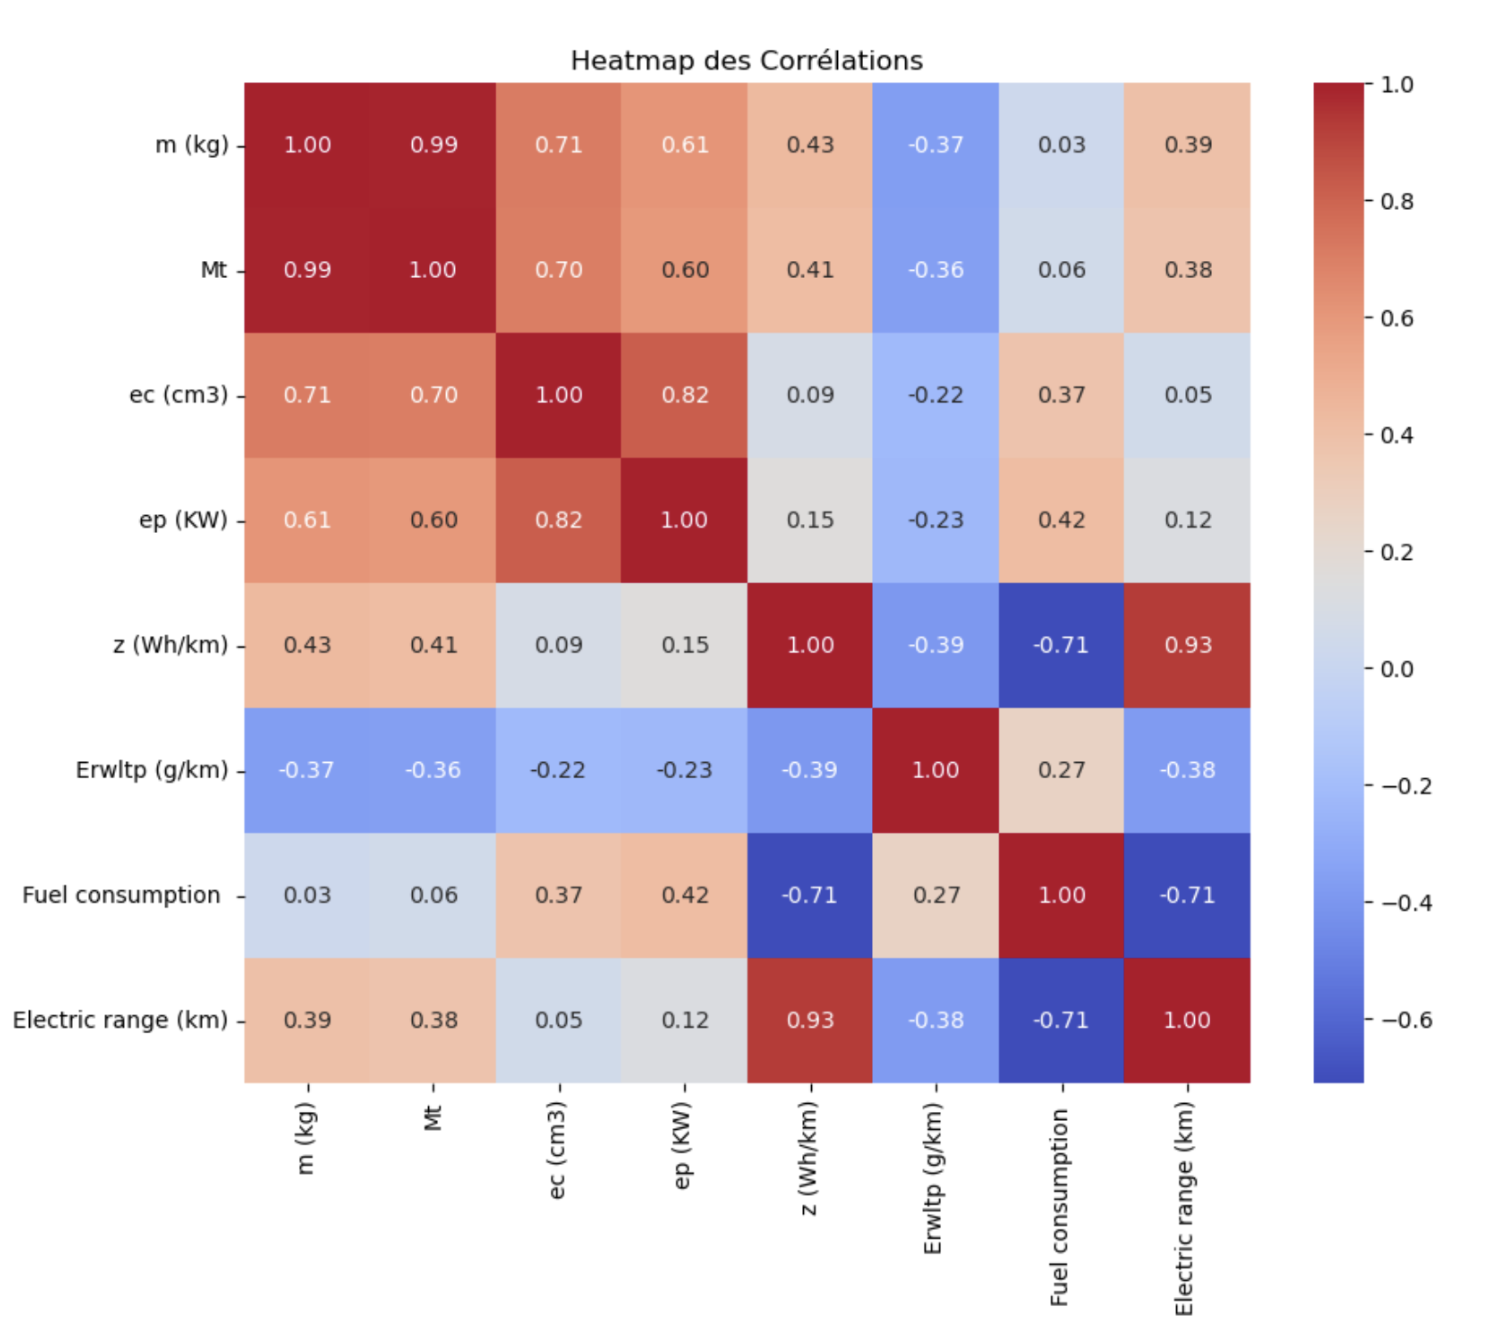 Heatmap des Corrélations
m (kg) 1.00 0.99 0.71 0.61 0.43 -0.37 0.03 0.39
Mt 0.99 1.00 0.70 0.60 0.41 -0.36 0.06 0.38
ec (cm3) 0.71 0.70 1.00 0.82 0.09 -0.22 0.37 0.05
ep (KW) 0.61 0.60 0.82 1.00 0.15 -0.23 0.42 0.12
z (Wh/km) 0.43 0.41 0.09 0.15 1.00 -0.39 -0.71 0.93
Erwltp (g/km) -0.37 -0.36 -0.22 -0.23 -0.39 1.00 0.27 -0.38
Fuel consumption 0.03 0.06 0.37 0.42 -0.71 0.27 1.00 -0.71
Electric range (km) 0.39 0.38 0.05 0.12 0.93 -0.38 -0.71 1.00
m (kg)
Mt
ec (cm3)
ep (KW)
z (Wh/km)
Erwltp (g/km)
Fuel consumption
Electric range (km)
1.0
0.8
0.6
0.4
0.2
0.0
−0.2
−0.4
−0.6